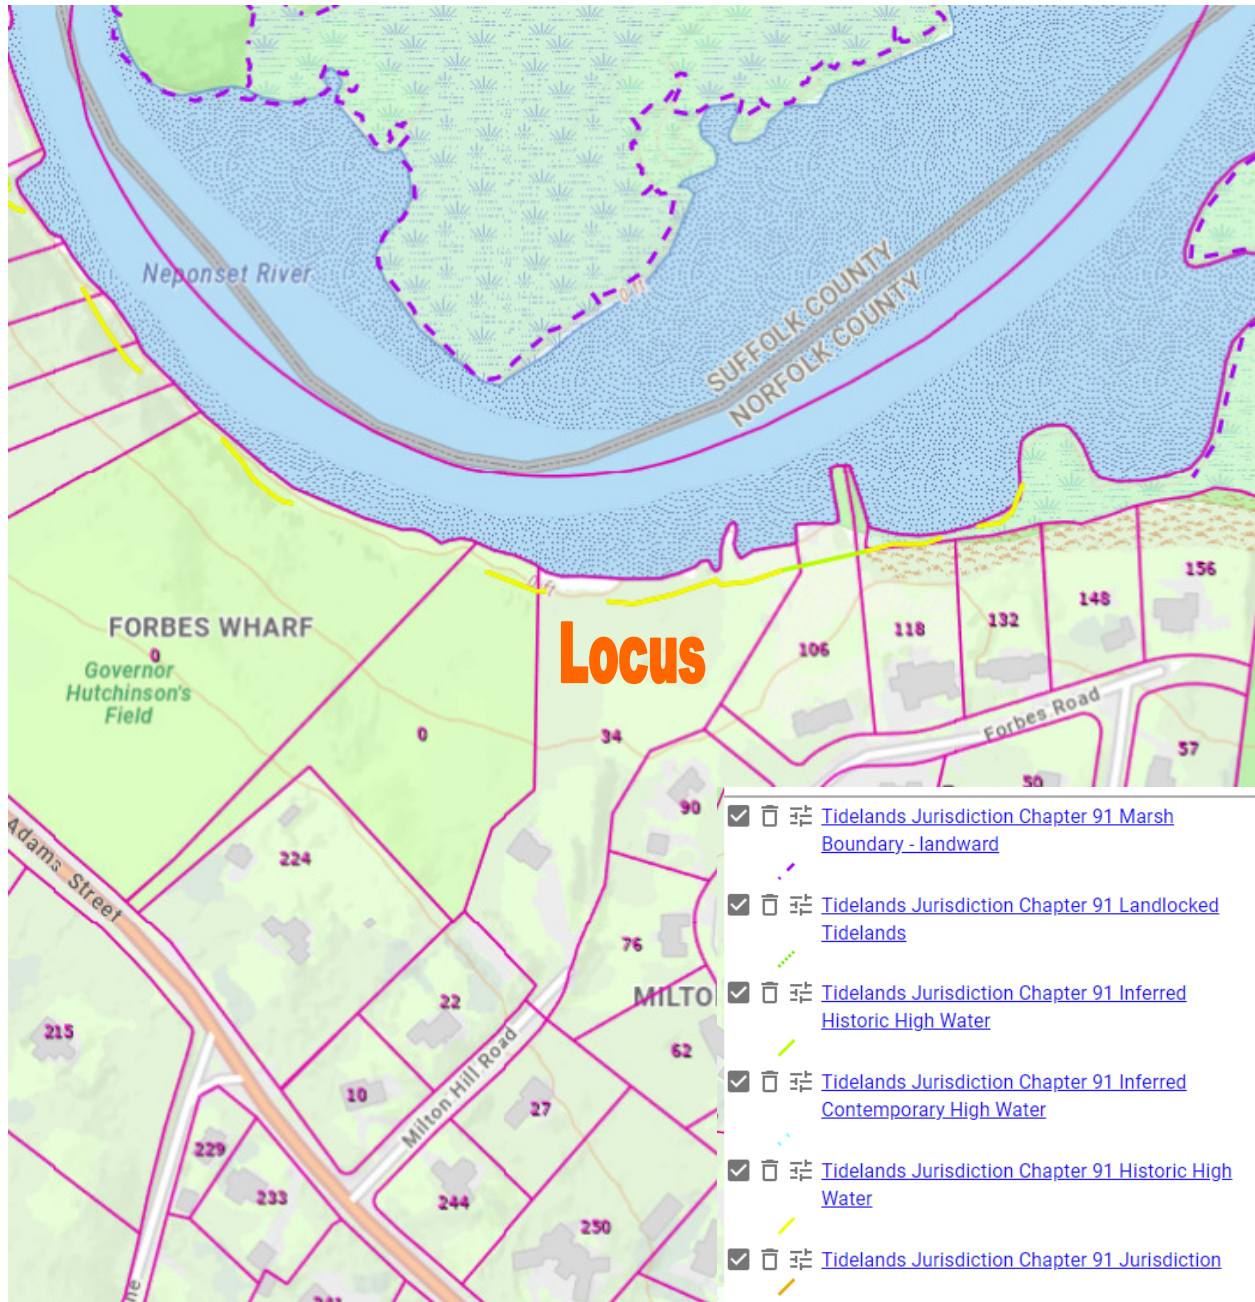 Neponset River
0 ft
SUFFOLK COUNTY
NORFOLK COUNTY
0 ft
FORBES WHARF
0
Governor
Hutchinson's
Field
Locus
0
34
106
118
132
148
156
Forbes Road
57
50
90
Adams Street
224
76
MILTO
22
62
215
10
Milton Hill Road
27
229
233
244
250
Tidelands Jurisdiction Chapter 91 Marsh
Boundary - landward
Tidelands Jurisdiction Chapter 91 Landlocked
Tidelands
Tidelands Jurisdiction Chapter 91 Inferred
Historic High Water
Tidelands Jurisdiction Chapter 91 Inferred
Contemporary High Water
Tidelands Jurisdiction Chapter 91 Historic High
Water
Tidelands Jurisdiction Chapter 91 Jurisdiction